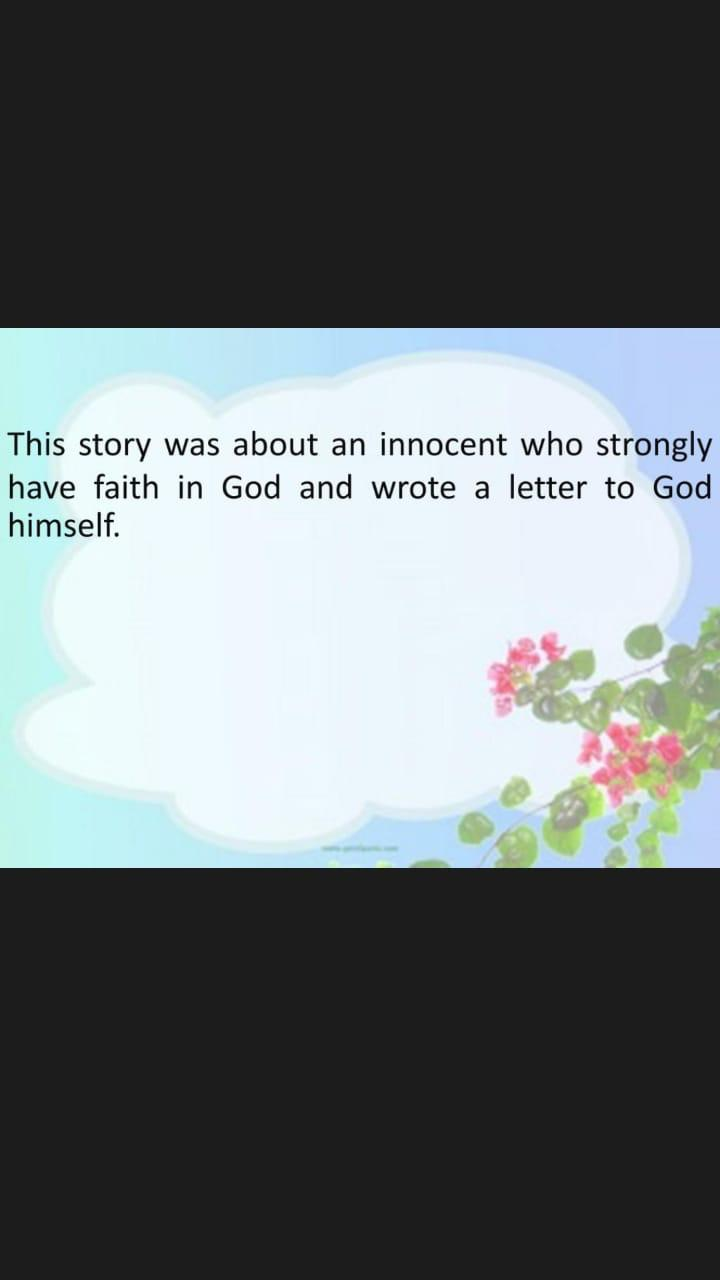 This story was about an innocent who strongly
have faith in God and wrote a letter to God
himself.